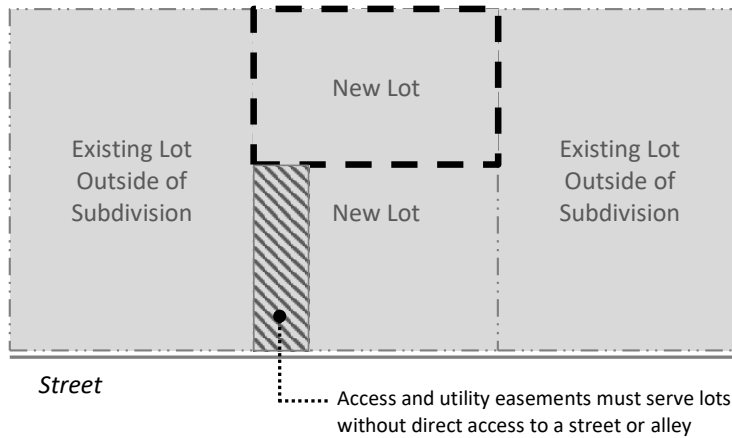 New Lot
Existing Lot
Outside of
Subdivision
New Lot
Existing Lot
Outside of
Subdivision
Street
Access and utility easements must serve lots
without direct access to a street or alley